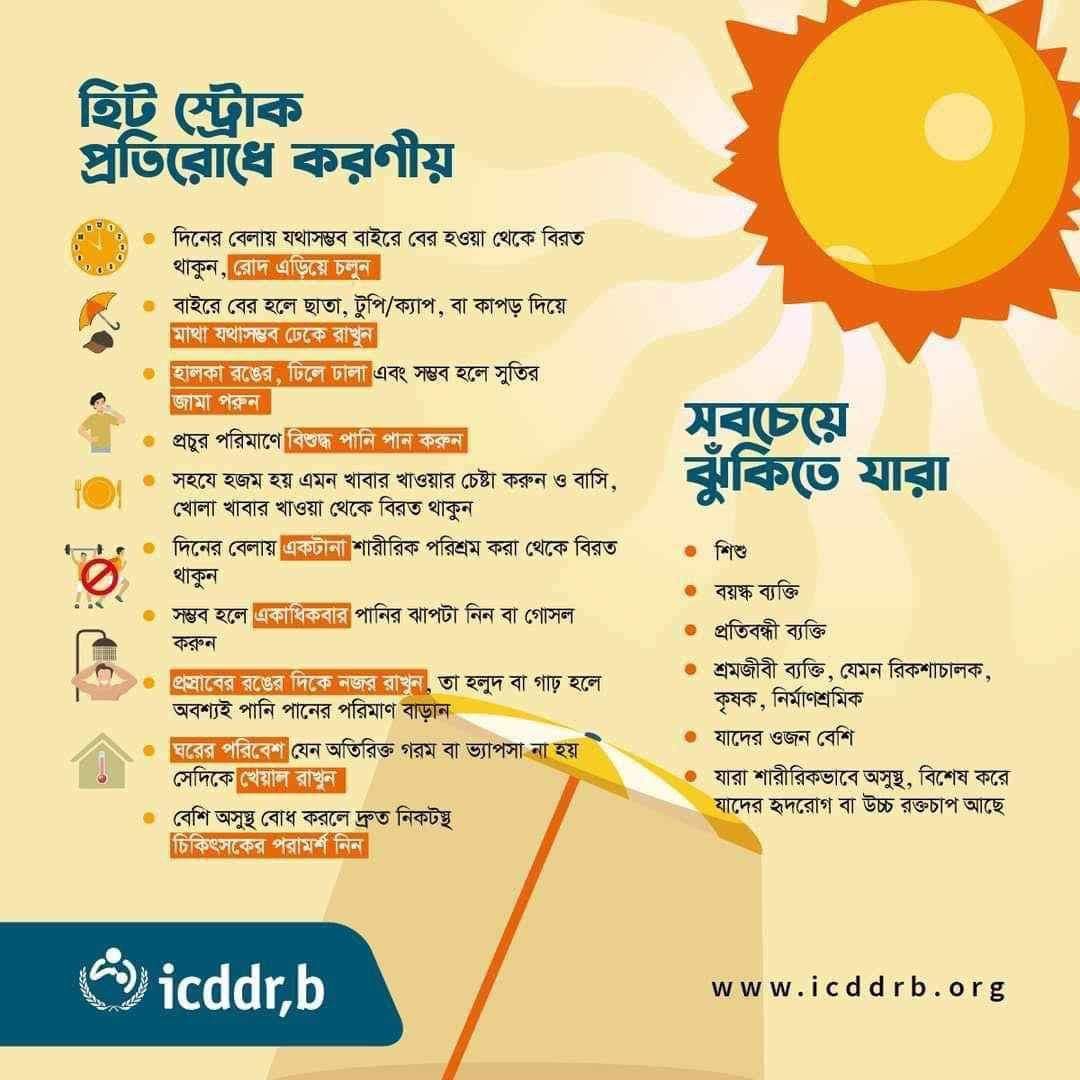 হিট স্ট্রোক
প্রতিরোধে করণীয়
দিনের বেলায় যথাসম্ভব বাইরে বের হওয়া থেকে বিরত
থাকুন, রোদ এড়িয়ে চলুন
বাইরে বের হলে ছাতা, টুপি/ক্যাপ, বা কাপড় দিয়ে
মাথা যথাসম্ভব ঢেকে রাখুন
হালকা রঙের, ঢিলে ঢালা এবং সম্ভব হলে সুতির
জামা পরুন
প্রচুর পরিমাণে বিশুদ্ধ পানি পান করুন
সহযে হজম হয় এমন খাবার খাওয়ার চেষ্টা করুন ও বাসি,
খোলা খাবার খাওয়া থেকে বিরত থাকুন
দিনের বেলায় একটানা শারীরিক পরিশ্রম করা থেকে বিরত
থাকুন
সম্ভব হলে একাধিকবার পানির ঝাপটা নিন বা গোসল
করুন
প্রস্রাবের রঙের দিকে নজর রাখুন, তা হলুদ বা গাঢ় হলে
অবশ্যই পানি পানের পরিমাণ বাড়ান
ঘরের পরিবেশ যেন অতিরিক্ত গরম বা ভ্যাপসা না হয়
সেদিকে খেয়াল রাখুন
বেশি অসুস্থ বোধ করলে দ্রুত নিকটস্থ
চিকিৎসকের পরামর্শ নিন
সবচেয়ে
ঝুঁকিতে যারা
শিশু
বয়স্ক ব্যক্তি
প্রতিবন্ধী ব্যক্তি
শ্রমজীবী ব্যক্তি, যেমন রিকশাচালক,
কৃষক, নির্মাণশ্রমিক
যাদের ওজন বেশি
যারা শারীরিকভাবে অসুস্থ, বিশেষ করে
যাদের হৃদরোগ বা উচ্চ রক্তচাপ আছে
icddr,b
www.icddrb.org